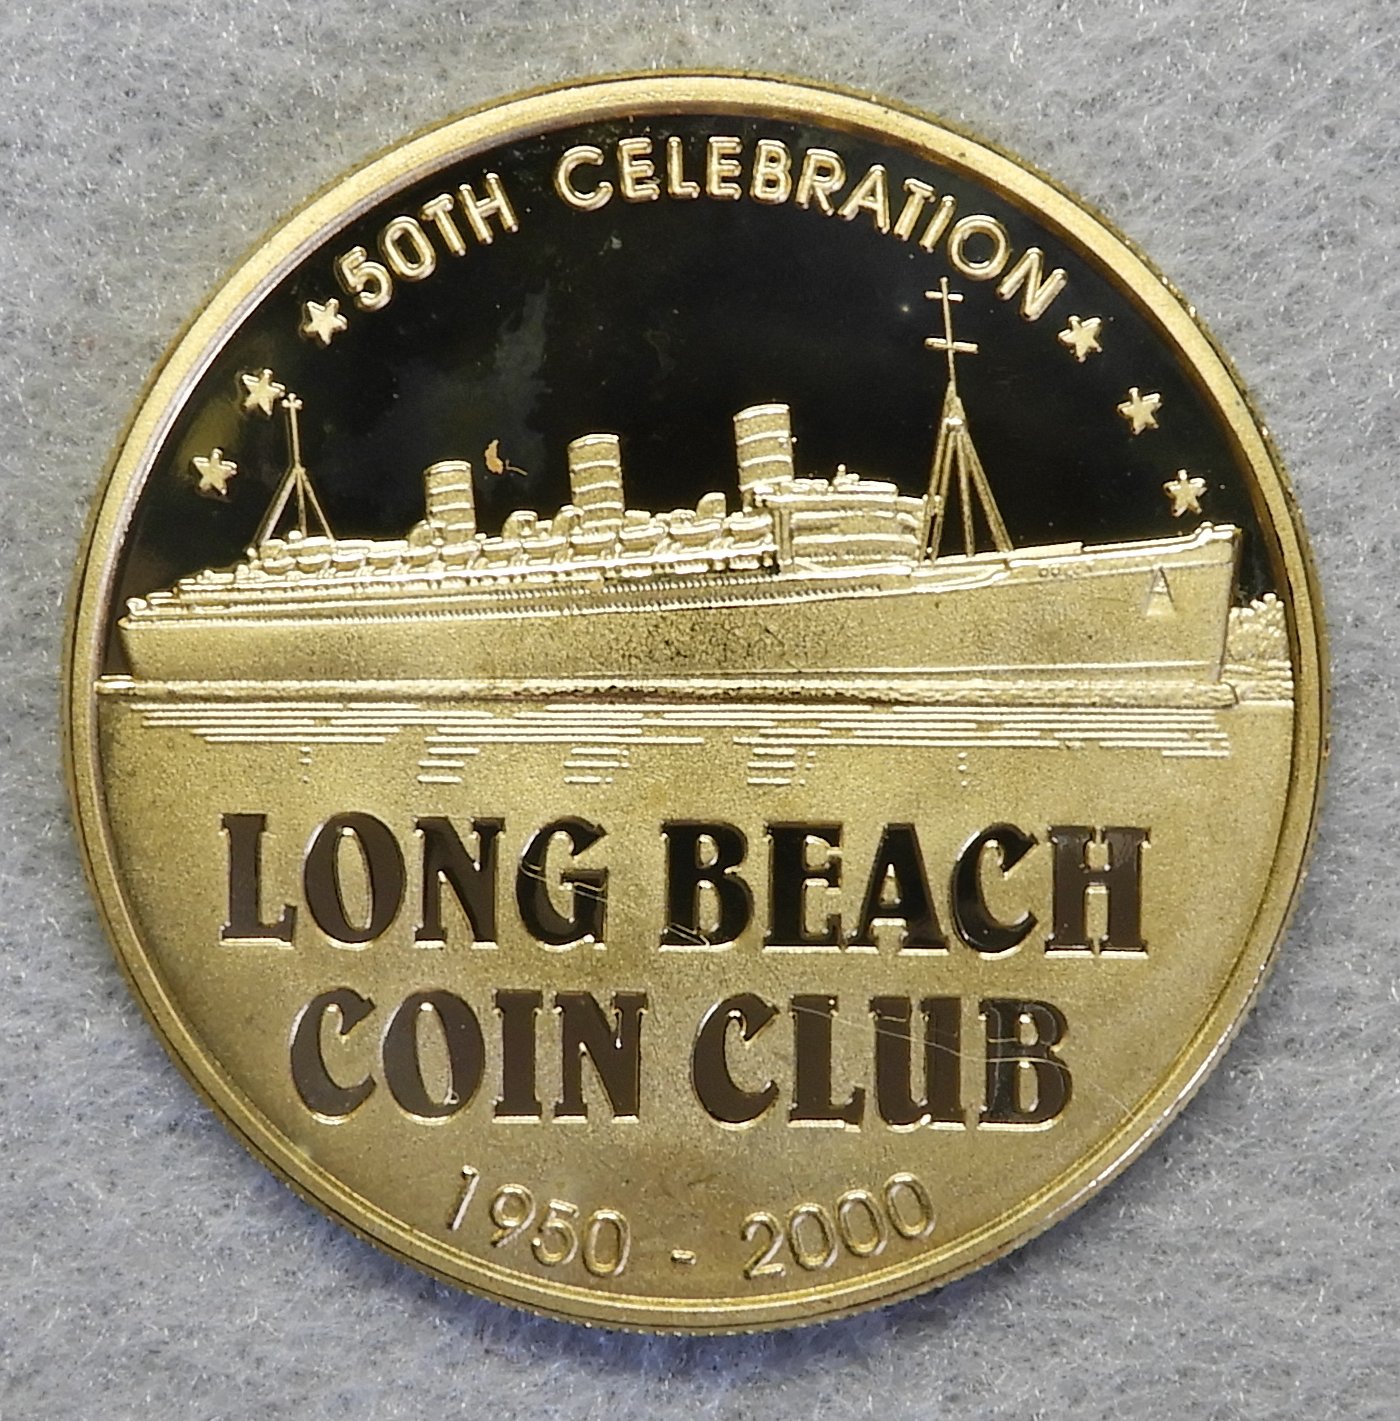 50TH CELEBRATION
LONG BEACH
COIN CLUB
1950 - 2000